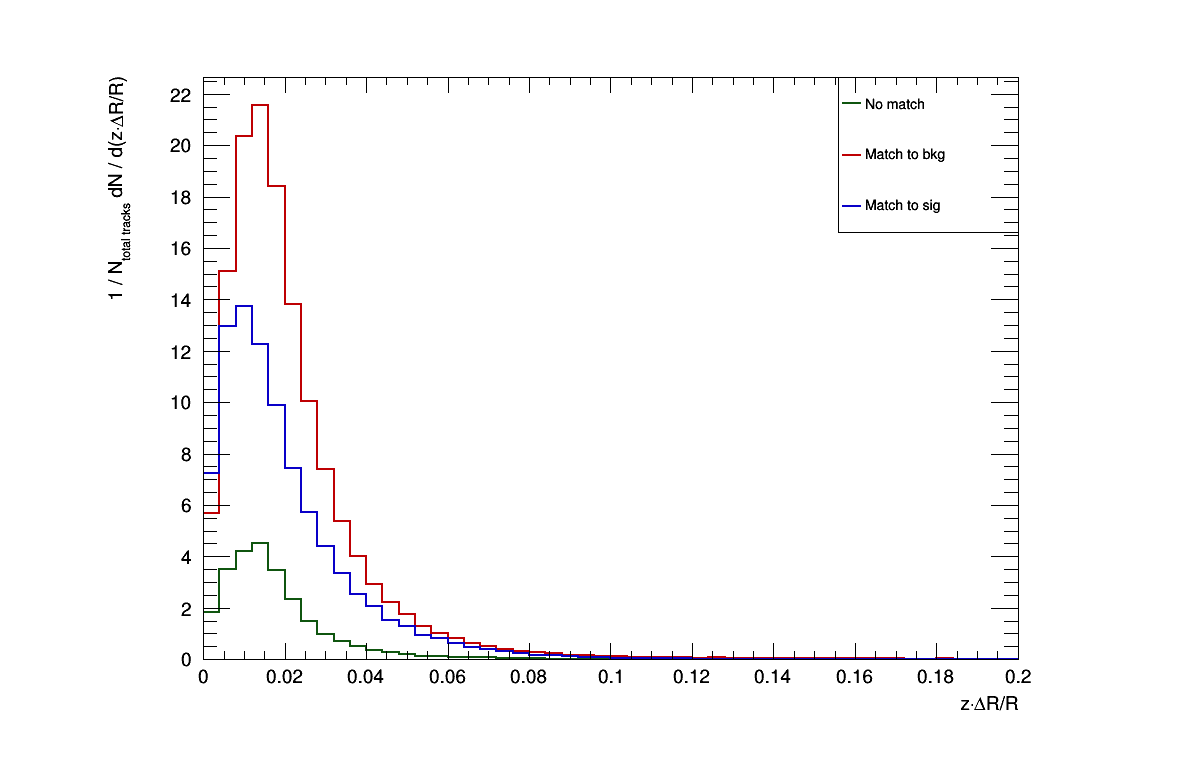 1 / Ntotal tracks dN / d(z·ΔR/R)
22
20
18
16
14
12
10
8
6
4
2
0
No match
Match to bkg
Match to sig
0 0.02 0.04 0.06 0.08 0.1 0.12 0.14 0.16 0.18 0.2
z·ΔR/R